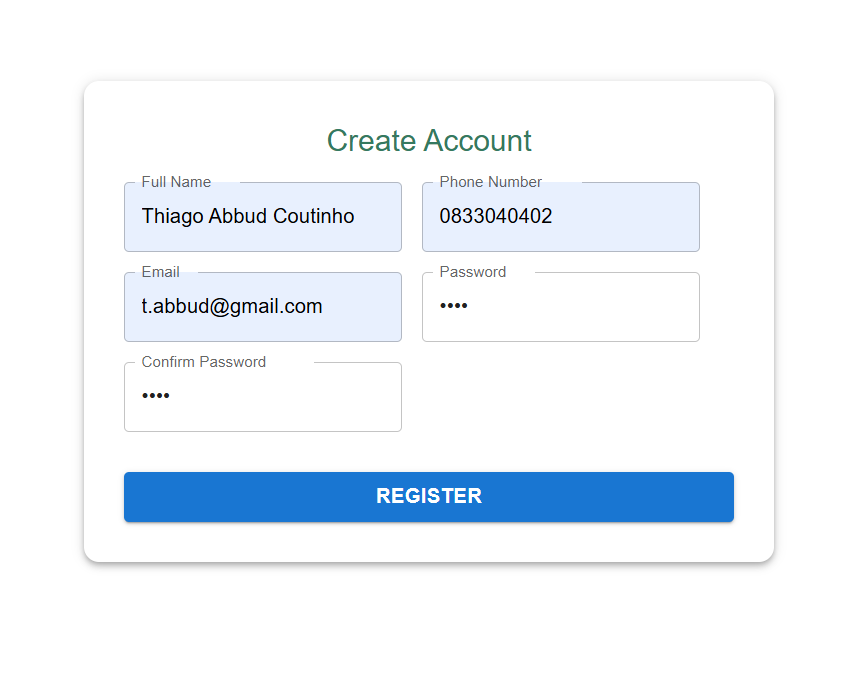 Create Account
Full Name
Thiago Abbud Coutinho
Phone Number
0833040402
Email
t.abbud@gmail.com
Password
••••
Confirm Password
••••
REGISTER